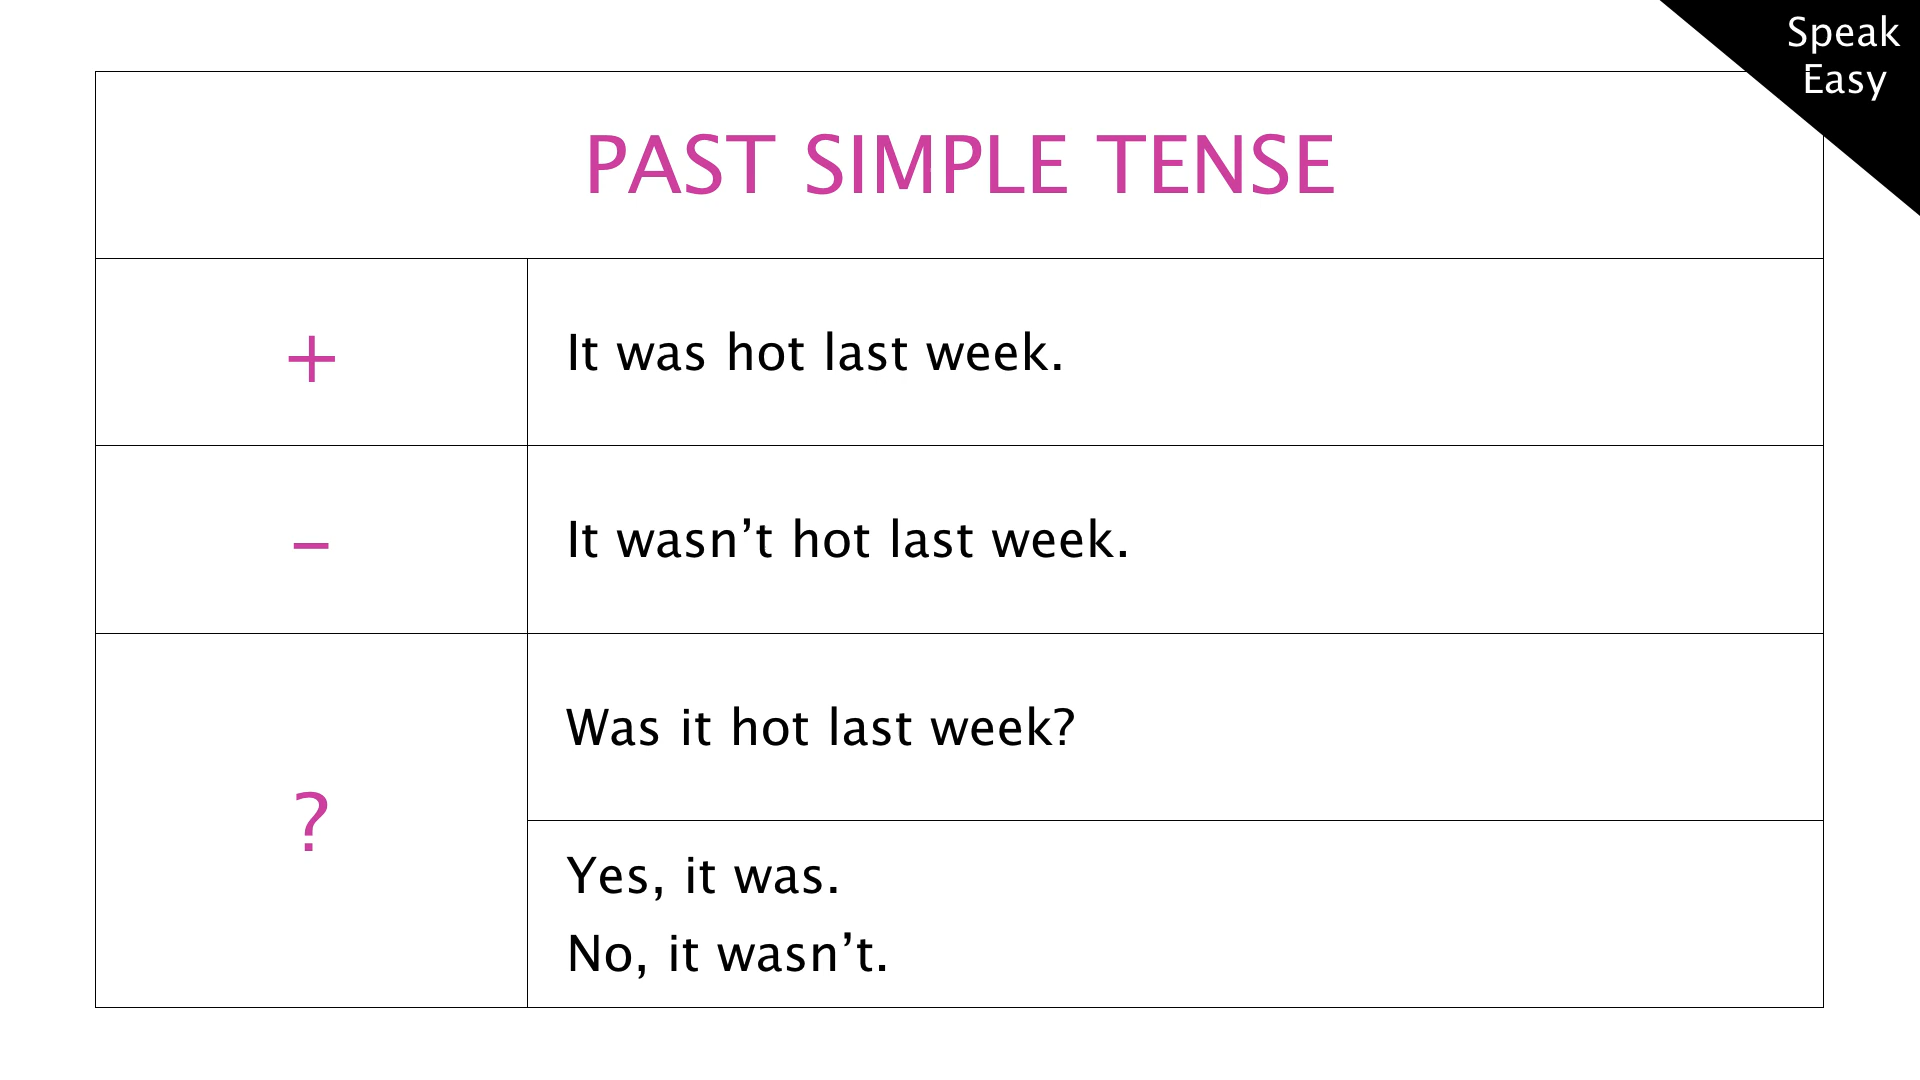 Speak
Easy
PAST SIMPLE TENSE
+
It was hot last week.
–
It wasn’t hot last week.
?
Was it hot last week?
Yes, it was.
No, it wasn’t.